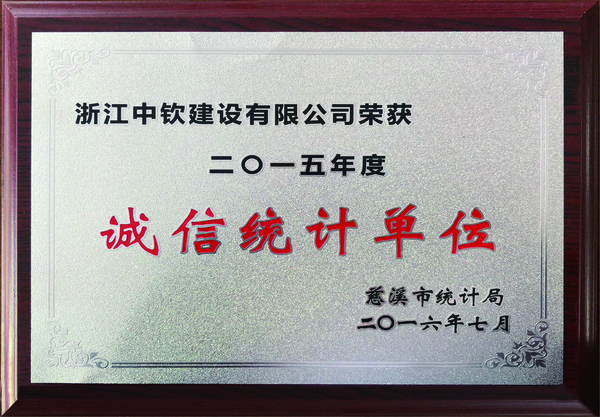 浙江中钦建设有限公司荣获
二〇一五年度
诚信统计单位
慈溪市统计局
二〇一六年七月